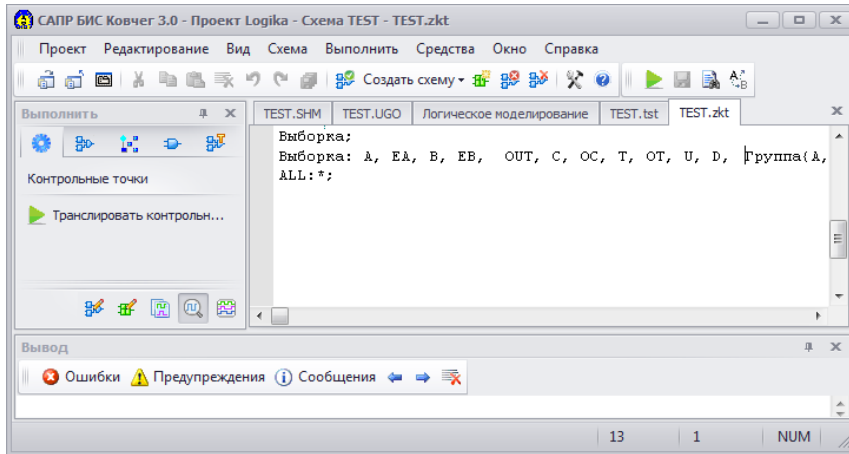 САПР БИС Ковчег 3.0 - Проект Logika - Схема TEST - TEST.zkt
Проект Редактирование Вид Схема Выполнить Средства Окно Справка
Создать схему
Выполнить
TEST.SHM TEST.UGO Логическое моделирование TEST.tst TEST.zkt
Выборка;
Выборка: A, EA, B, EB, OUT, C, OC, T, OT, U, D, Группа(A,
ALL:*;
Контрольные точки
Транслировать контрольн...
Вывод
Ошибки Предупреждения Сообщения
13 1 NUM